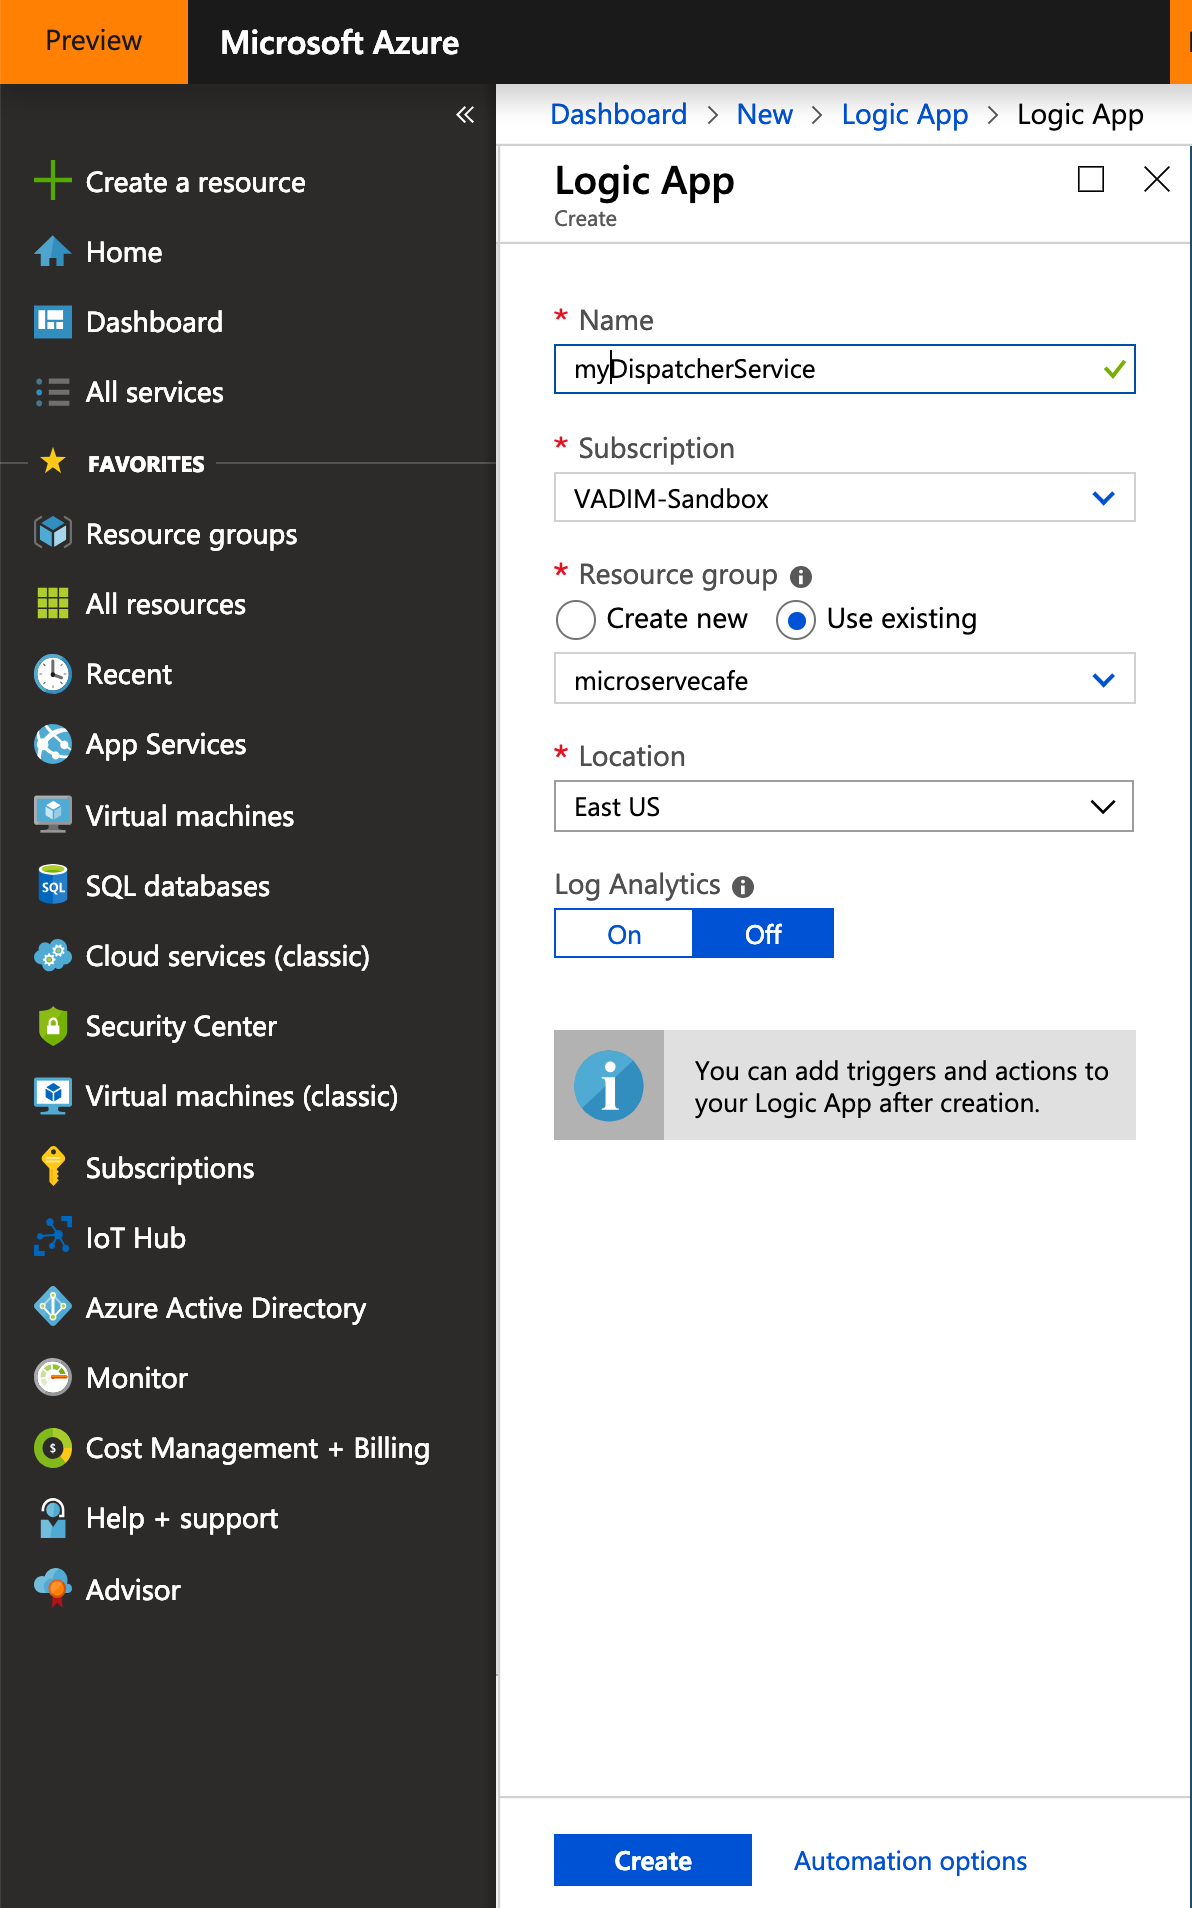 Preview
Microsoft Azure
Create a resource
Home
Dashboard
All services
FAVORITES
Resource groups
All resources
Recent
App Services
Virtual machines
SQL
SQL databases
Cloud services (classic)
Security Center
Virtual machines (classic)
Subscriptions
IoT Hub
Azure Active Directory
Monitor
$
Cost Management + Billing
Help + support
Advisor
Dashboard > New > Logic App > Logic App
Logic App
Create
* Name
myDispatcherService
* Subscription
VADIM-Sandbox
* Resource group
Create new Use existing
microservecafe
* Location
East US
Log Analytics
On Off
You can add triggers and actions to
your Logic App after creation.
Create Automation options